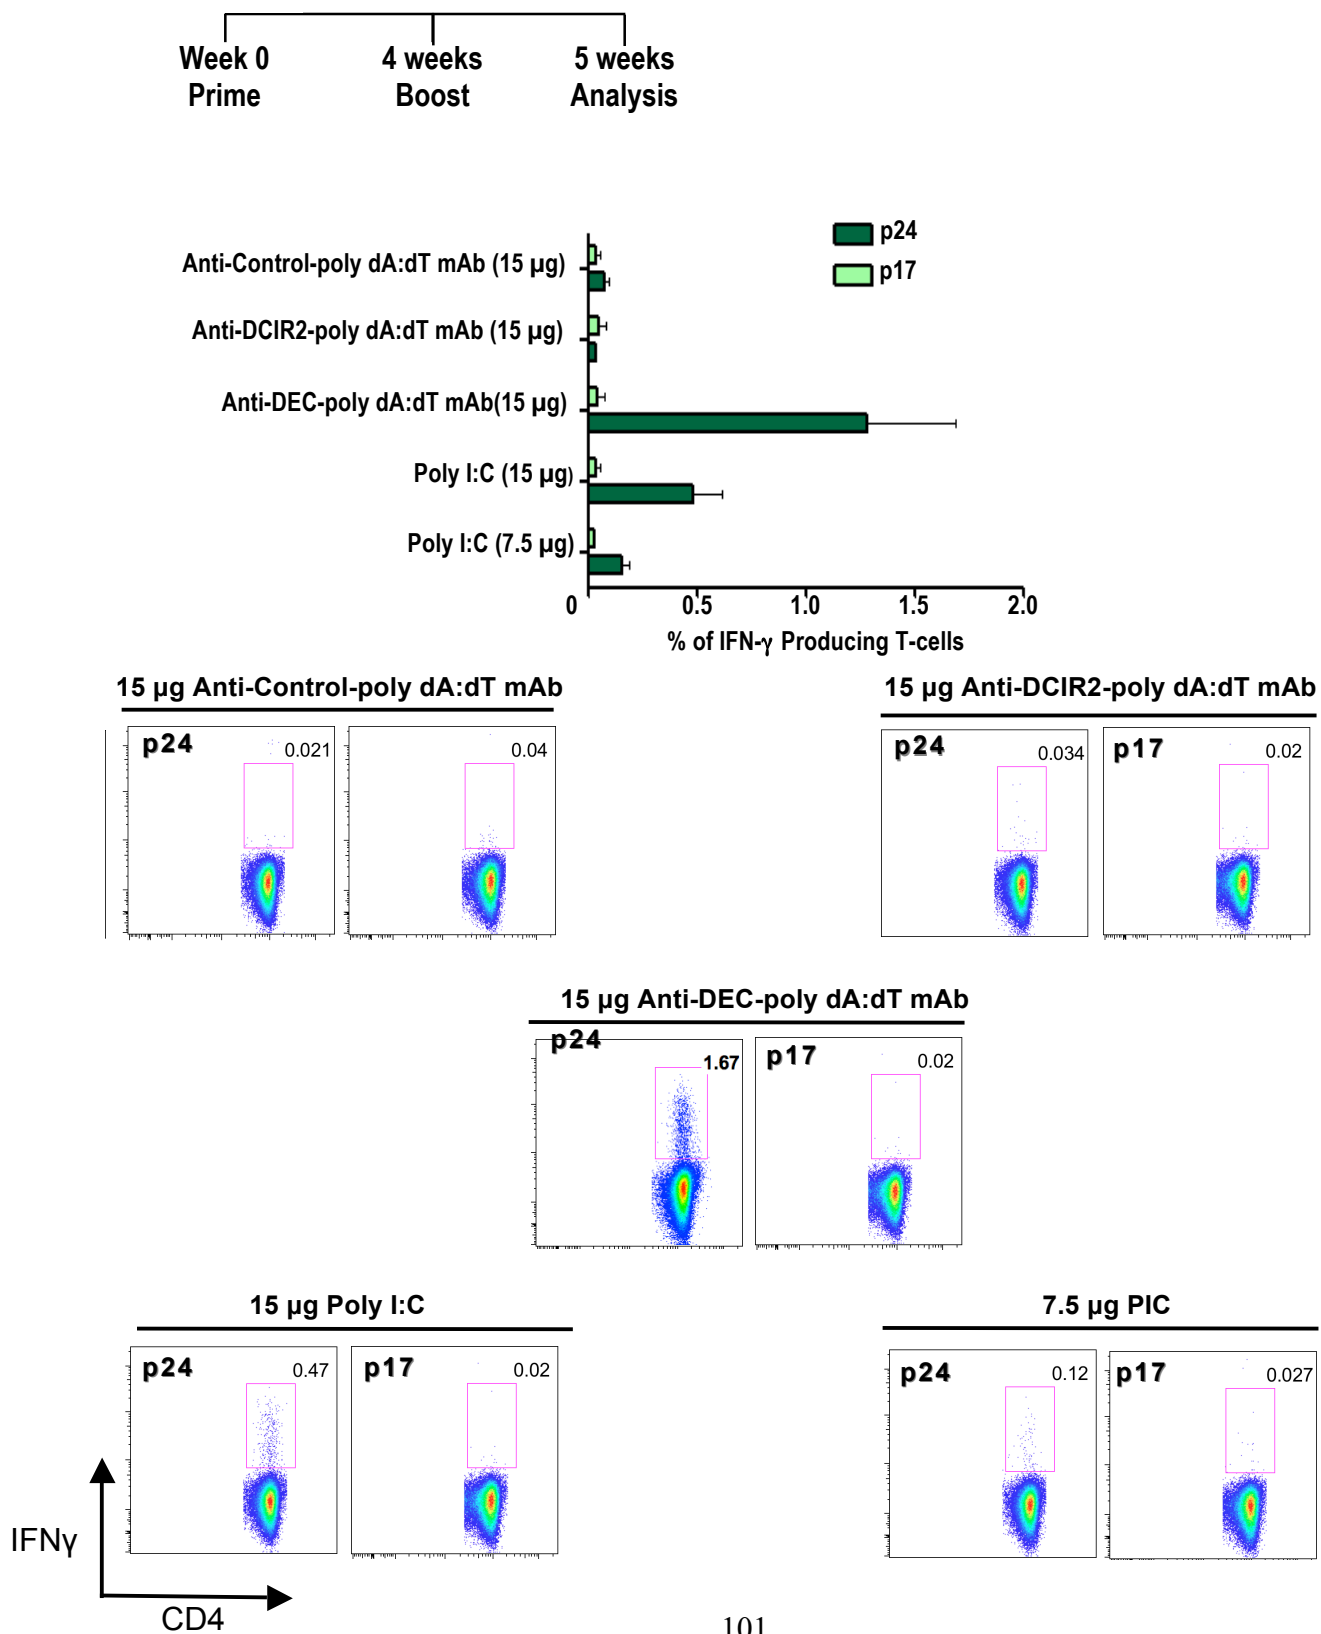 Week 0 4 weeks 5 weeks
Prime Boost Analysis
p24
p17
Anti-Control-poly dA:dT mAb (15 µg)
Anti-DCIR2-poly dA:dT mAb (15 µg)
Anti-DEC-poly dA:dT mAb(15 µg)
Poly I:C (15 µg)
Poly I:C (7.5 µg)
0 0.5 1.0 1.5 2.0
% of IFN-γ Producing T-cells
15 µg Anti-Control-poly dA:dT mAb
p24 0.021 0.04
15 µg Anti-DCIR2-poly dA:dT mAb
p24 0.034 p17 0.02
15 µg Anti-DEC-poly dA:dT mAb
p24 1.67 p17 0.02
15 µg Poly I:C
p24 0.47 p17 0.02
7.5 µg PIC
p24 0.12 p17 0.027
IFNγ
CD4
101